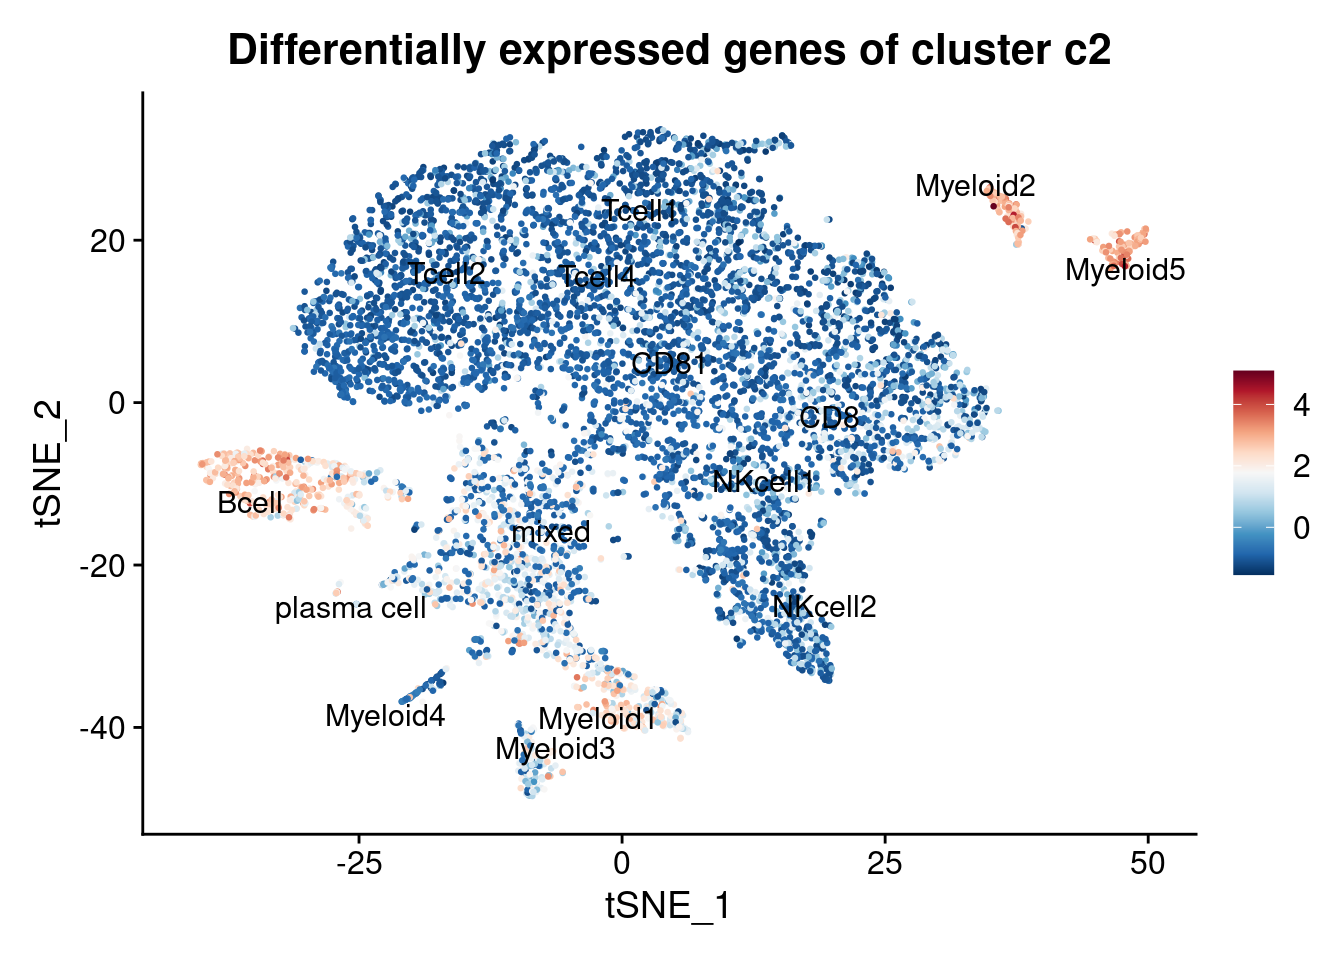 Differentially expressed genes of cluster c2
Myeloid2
Tcell1
20
Tcell2
Tcell4
Myeloid5
CD81
0
CD8
4
2
0
Bcell
NKcell1
mixed
-20
plasma cell
NKcell2
Myeloid4
Myeloid1
-40
Myeloid3
tSNE_2
-25
0
25
50
tSNE_1